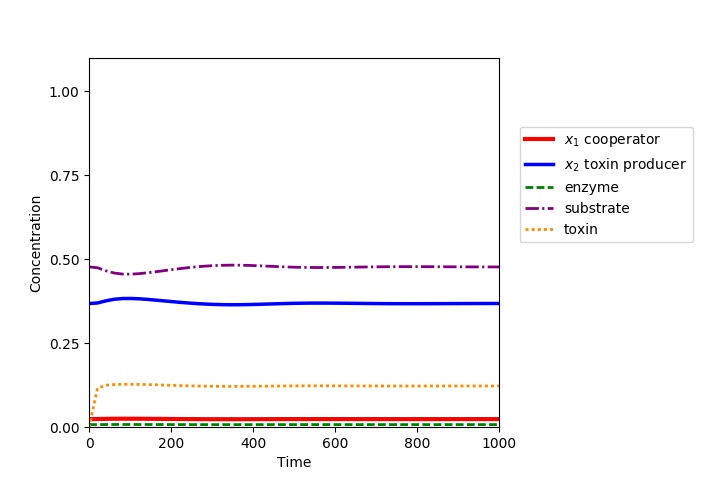 1.00
0.75
0.50
0.25
0.00
Concentration
0 200 400 600 800 1000
Time
x₁ cooperator
x₂ toxin producer
enzyme
substrate
toxin